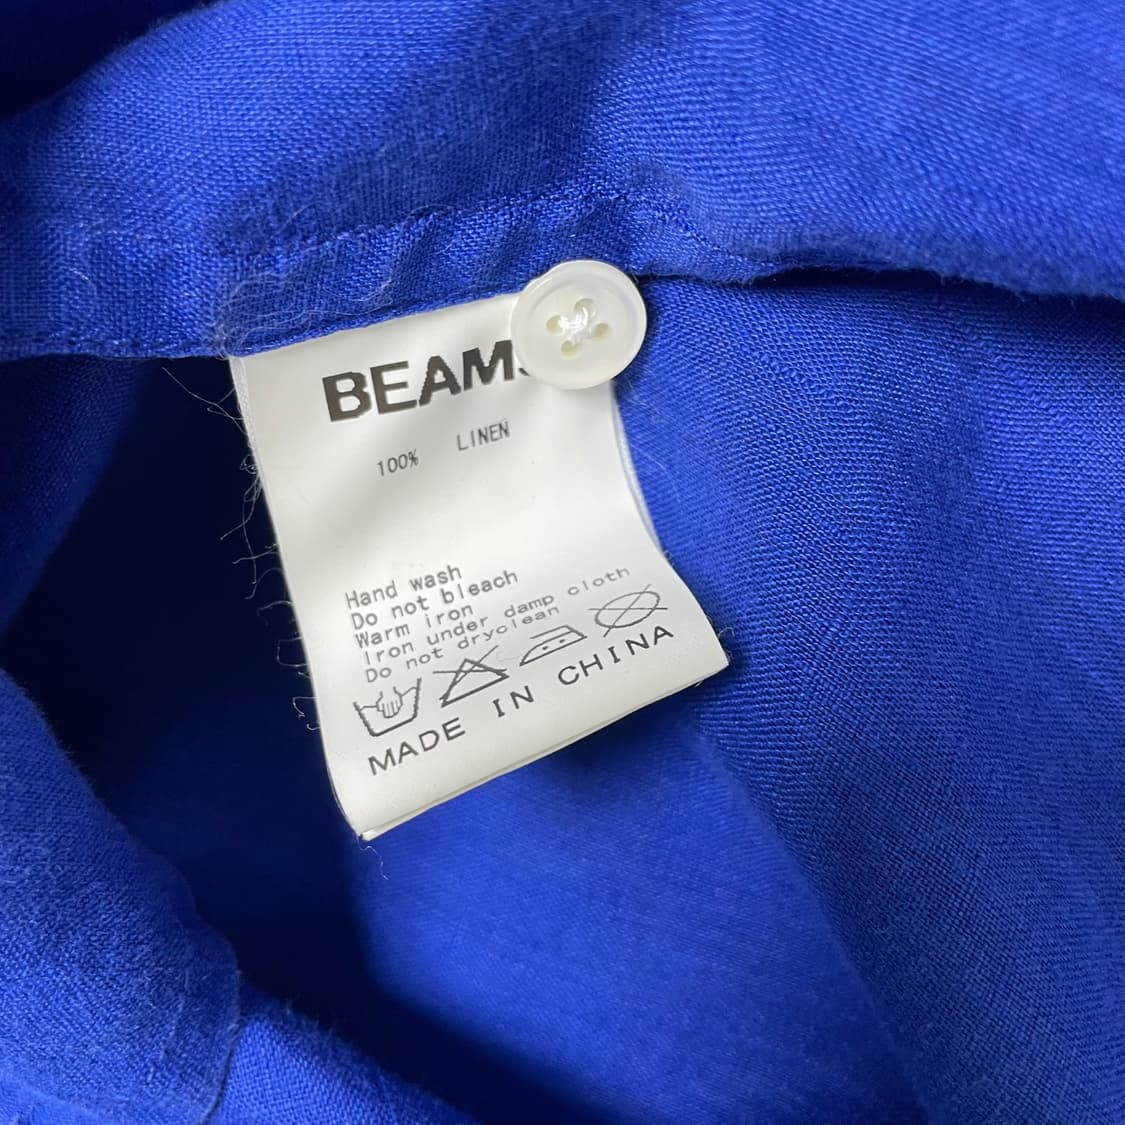 BEAMS
100% LINEN
Hand wash
Do not bleach
Warm iron
Iron under damp cloth
Do not dryclean
MADE IN CHINA